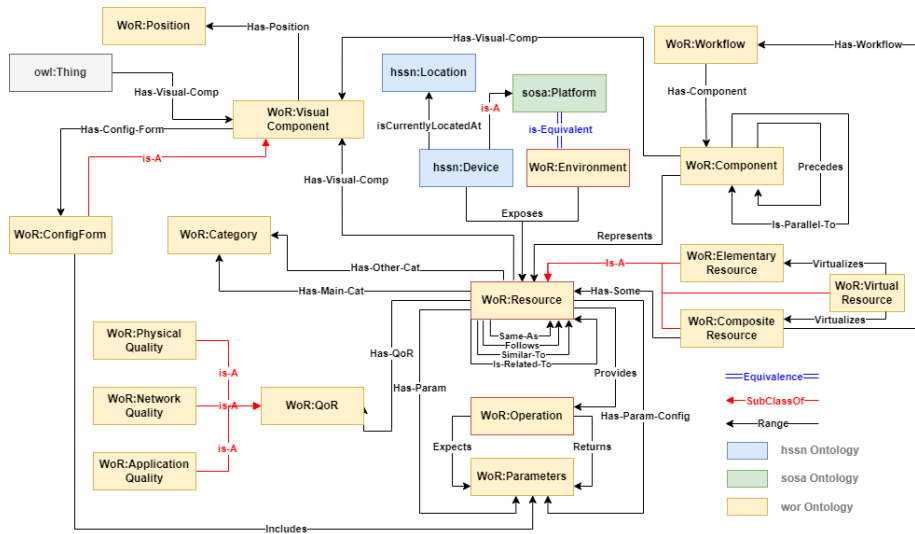 WoR:Position
Has-Visual-Comp
WoR:Workflow
Has-Workflow
Has-Position
owl:Thing
hssn:Location
sosa:Platform
Has-Component
Has-Visual-Comp
is-A
WoR:Visual
Component
isCurrentlyLocatedAt
is-Equivalent
Has-Config-Form
is-A
hssn:Device
WoR:Environment
WoR:Component
Precedes
Has-Visual-Comp
Exposes
Is-Parallel-To
WoR:ConfigForm
WoR:Category
Represents
Has-Other-Cat
Is-A
WoR:Elementary
Resource
Virtualizes
Has-Main-Cat
WoR:Resource
Has-Some
WoR:Virtual
Resource
WoR:Composite
Resource
Virtualizes
WoR:Physical
Quality
Same-As
Follows
Similar-To
Is-Related-To
Has-QoR
Has-Param
Provides
is-A
WoR:Network
Quality
is-A
WoR:QoR
WoR:Operation
Has-Param-Config
is-A
Expects
Returns
WoR:Application
Quality
WoR:Parameters
Includes
Equivalence
SubClassOf
Range
hssn Ontology
sosa Ontology
wor Ontology